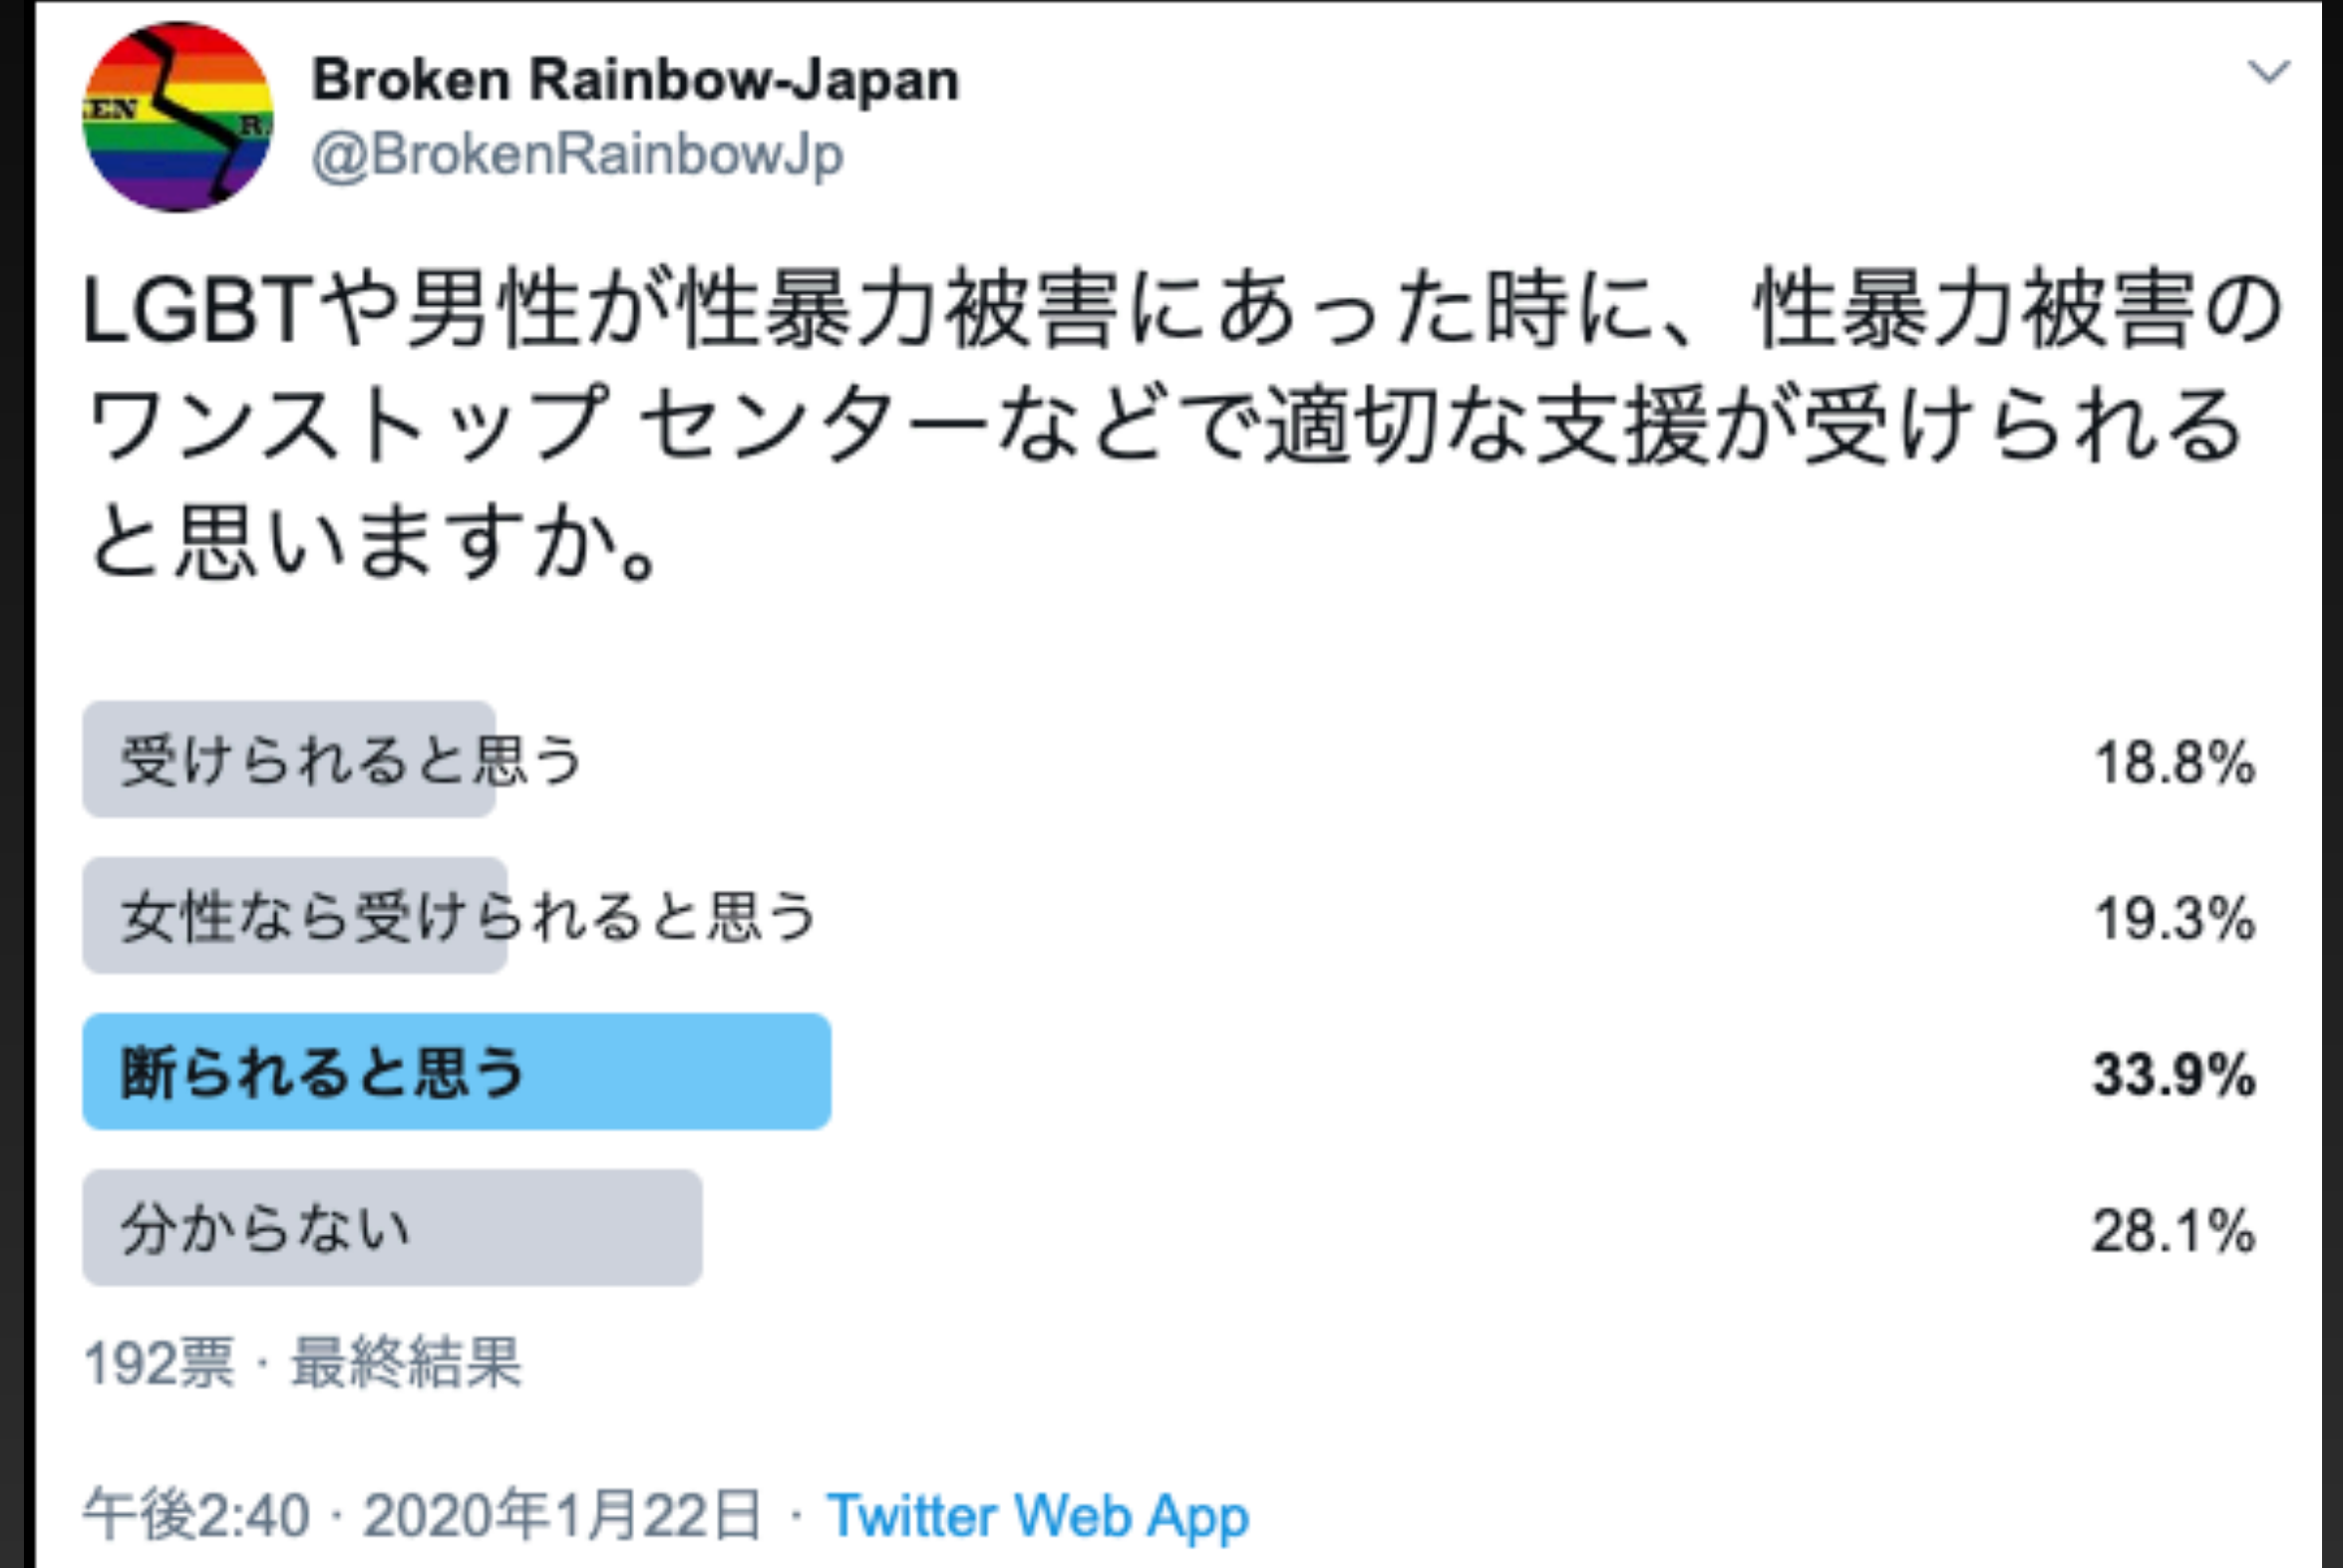 EN
R
Broken Rainbow-Japan
@BrokenRainbowJp
LGBTや男性が性暴力被害にあった時に、性暴力被害の
ワンストップ センターなどで適切な支援が受けられる
と思いますか。
受けられると思う 18.8%
女性なら受けられると思う 19.3%
断られると思う 33.9%
分からない 28.1%
192票 · 最終結果
午後2:40 · 2020年1月22日 · Twitter Web App